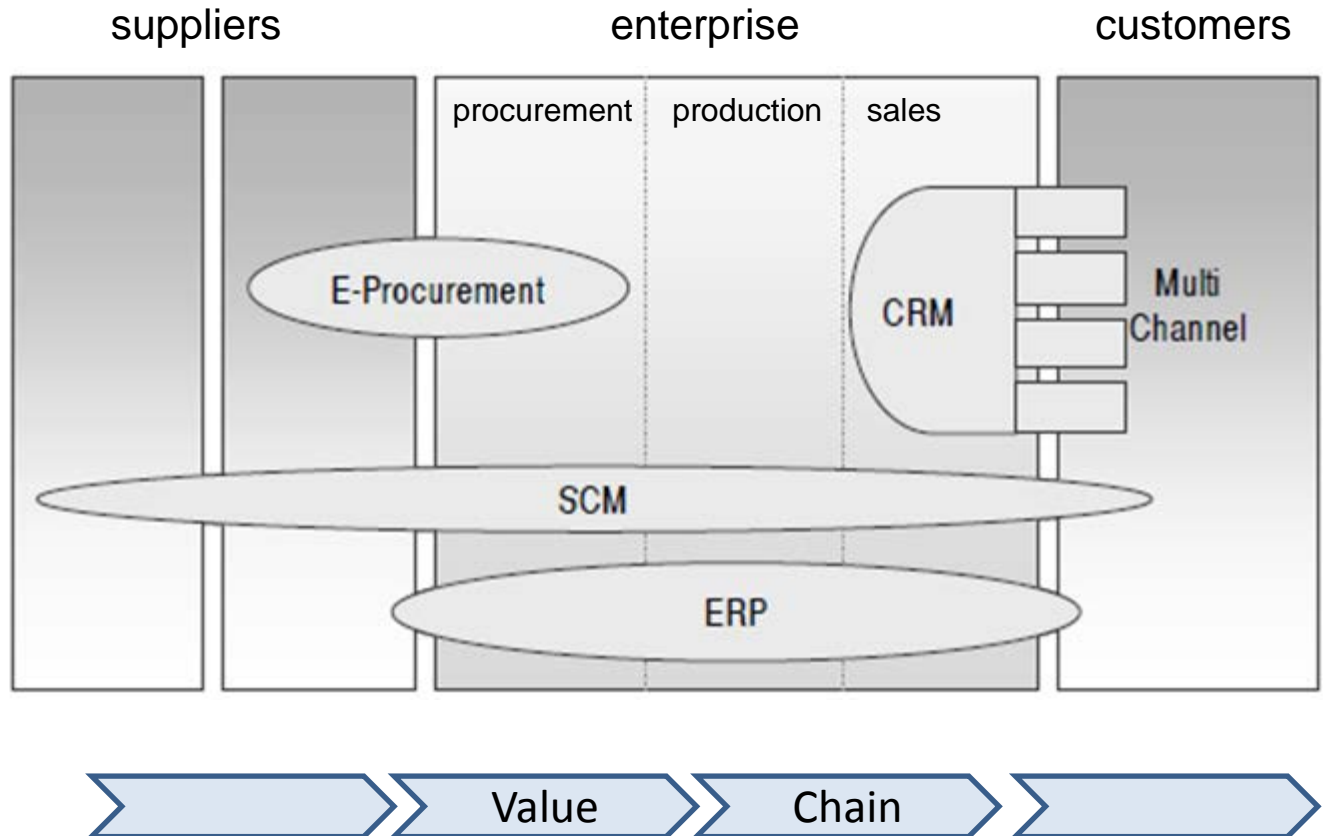 suppliers enterprise customers
procurement production sales
E-Procurement
CRM
Multi
Channel
SCM
ERP
Value Chain